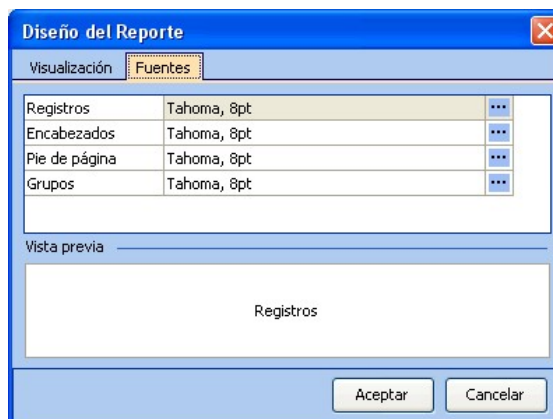 Diseño del Reporte
Visualización Fuentes
Registros Tahoma, 8pt ...
Encabezados Tahoma, 8pt ...
Pie de página Tahoma, 8pt ...
Grupos Tahoma, 8pt ...
Vista previa
Registros
Aceptar Cancelar